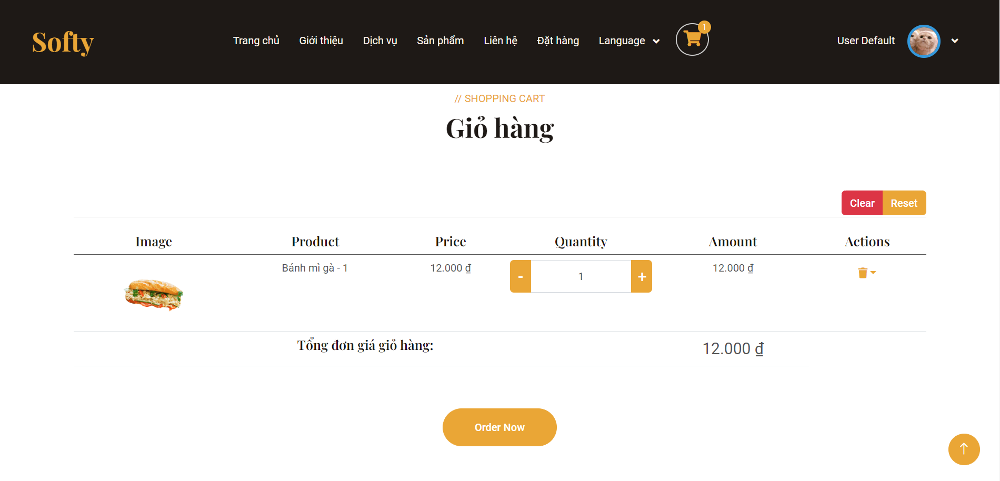 Softy
Trang chủ Giới thiệu Dịch vụ Sản phẩm Liên hệ Đặt hàng Language 1 User Default
// SHOPPING CART
Giỏ hàng
Clear Reset
Image Product Price Quantity Amount Actions
Bánh mì gà - 1 12.000 ₫ - 1 + 12.000 ₫
Tổng đơn giá giỏ hàng: 12.000 ₫
Order Now